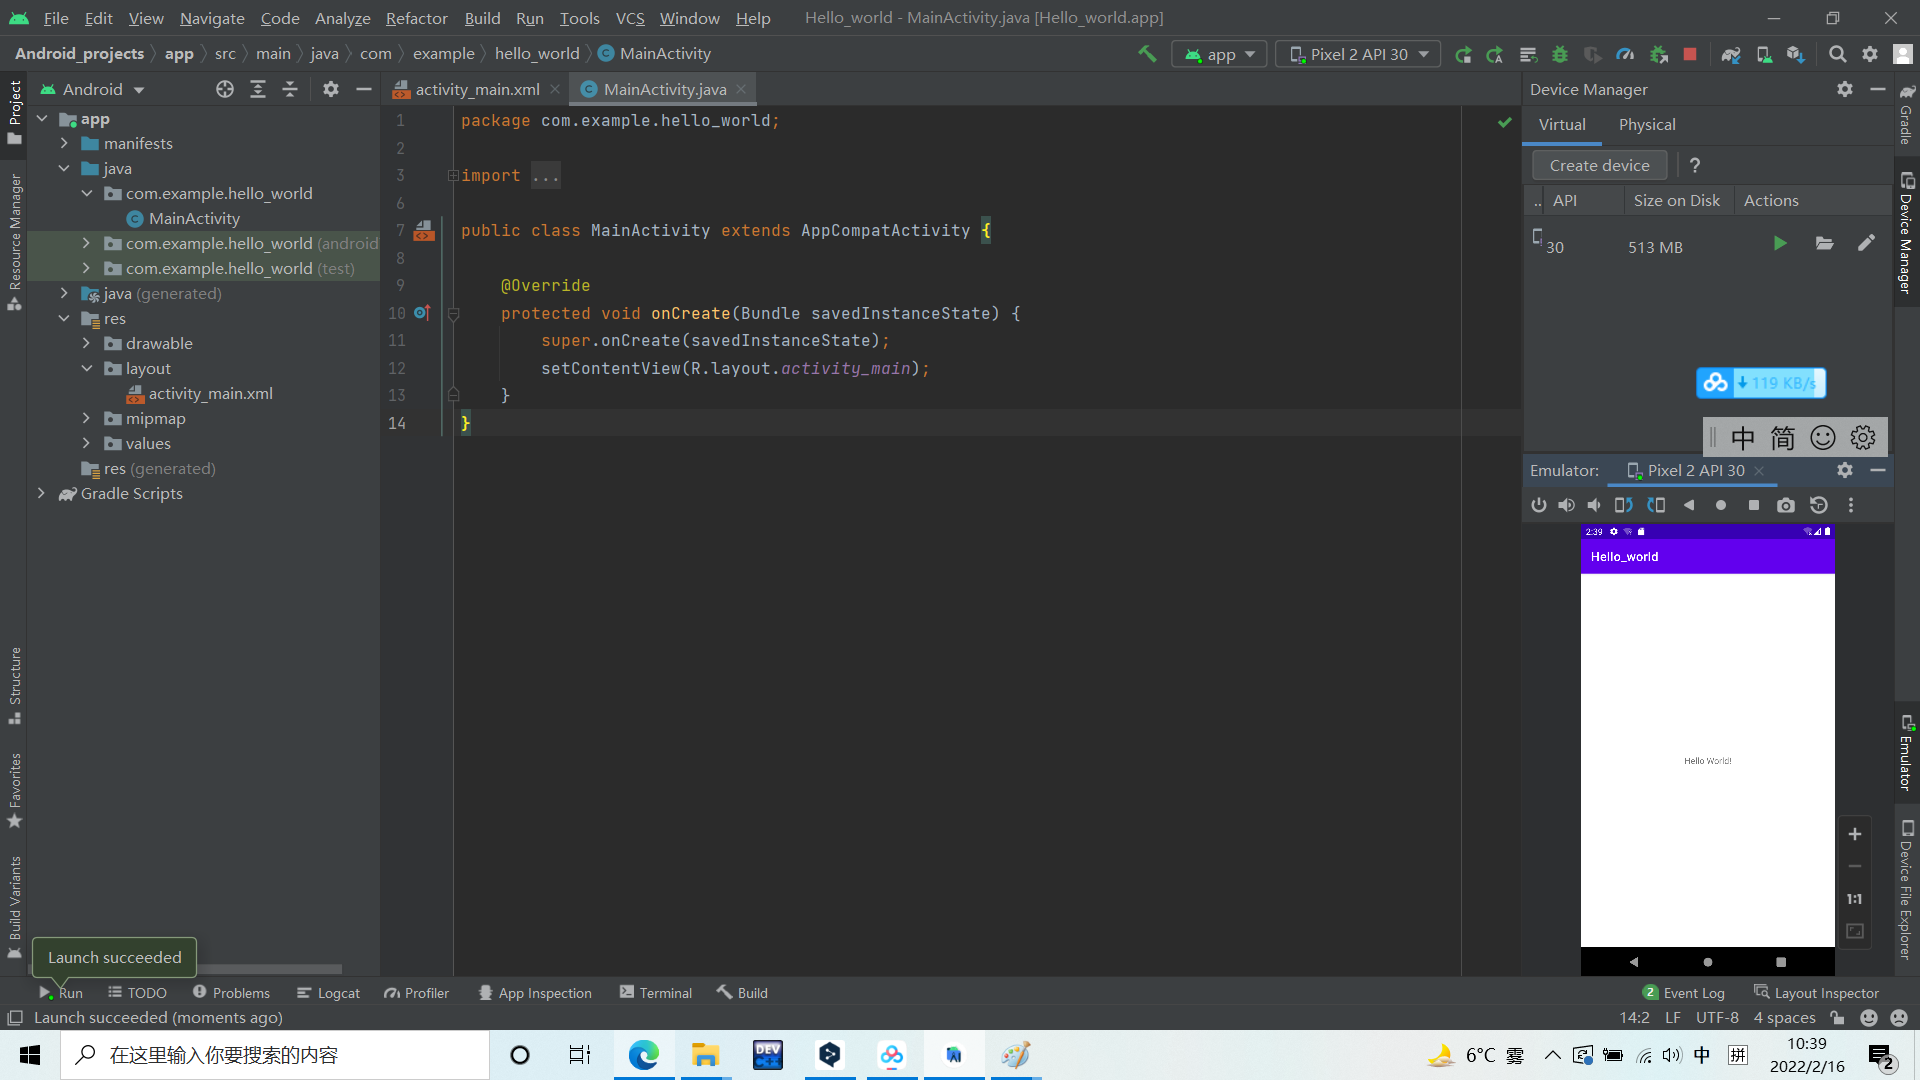 File Edit View Navigate Code Analyze Refactor Build Run Tools VCS Window Help Hello_world - MainActivity.java [Hello_world.app]
Android_projects app src main java com example hello_world MainActivity app Pixel 2 API 30
Project
Resource Manager
Structure
Favorites
Build Variants
Android
app
manifests
java
com.example.hello_world
MainActivity
com.example.hello_world (android
com.example.hello_world (test)
java (generated)
res
drawable
layout
activity_main.xml
mipmap
values
res (generated)
Gradle Scripts
activity_main.xml MainActivity.java
1 package com.example.hello_world;
2
3 import ...
6
7 public class MainActivity extends AppCompatActivity {
8
9 @Override
10 protected void onCreate(Bundle savedInstanceState) {
11 super.onCreate(savedInstanceState);
12 setContentView(R.layout.activity_main);
13 }
14 }
Device Manager
Virtual Physical
Create device ?
.. API Size on Disk Actions
30 513 MB
119 KB/s
中 简
Emulator: Pixel 2 API 30
2:39
Hello_world
Hello World!
1:1
Gradle
Device Manager
Emulator
Device File Explorer
Launch succeeded
Run TODO Problems Logcat Profiler App Inspection Terminal Build 2 Event Log Layout Inspector
Launch succeeded (moments ago) 14:2 LF UTF-8 4 spaces
在这里输入你要搜索的内容
DEV C++
6°C 雾
中 拼
10:39
2022/2/16
2